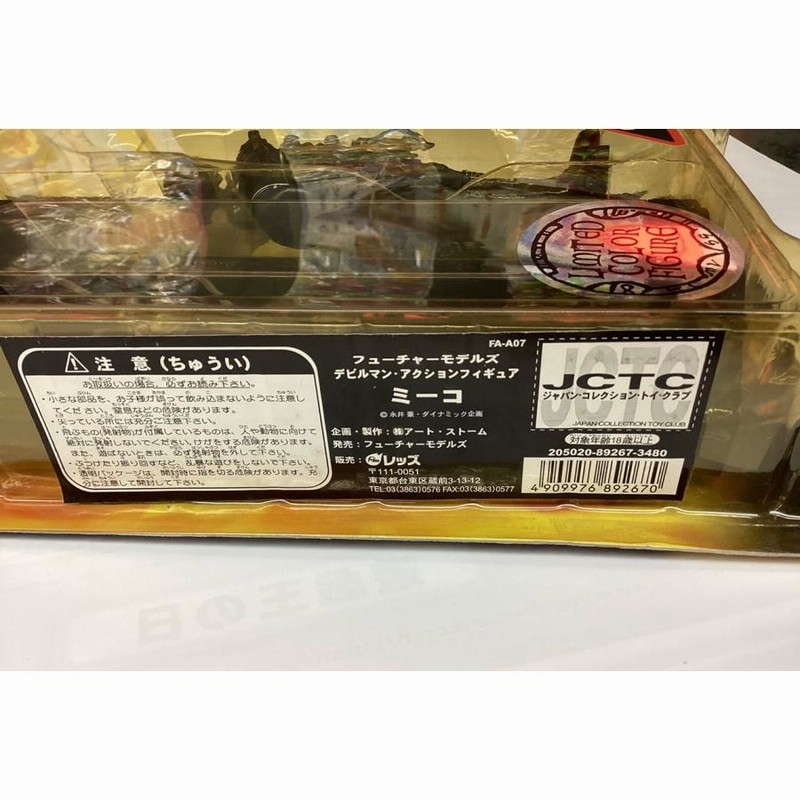 LIMITED
COLOR
FIGURE
⚠ 注 意 (ちゅうい)
お取扱いの場合、必ずお読み下さい。
・小さな部品を、お子様が誤って飲み込まないように注意し
てください。窒息などの危険があります。
・尖っている所には充分ご注意下さい。
・飛ぶもの(発射物)が付属しているものは、人や動物に向けて
絶対に発射しないでください。けがをする危険があります。
また、遊ばないときは、必ず発射物を外して下さい。
・ぶつけたり振り回すなど、乱暴な遊びをしないで下さい。
・透明パッケージは、開封時に指を切る危険があります。充
分に注意して開封して下さい。
FA-A07
フューチャーモデルズ
デビルマン・アクションフィギュア
ミーコ
© 永井 豪・ダイナミック企画
企画・製作：㈱アート・ストーム
発売：フューチャーモデルズ
販売：レッズ
〒111-0051
東京都台東区蔵前3-13-12
TEL:03(3863)0576 FAX:03(3863)0577
JCTC
ジャパン・コレクション・トイ・クラブ
JAPAN COLLECTION TOY CLUB
対象年齢18歳以上
205020-89267-3480
4 909976 892670